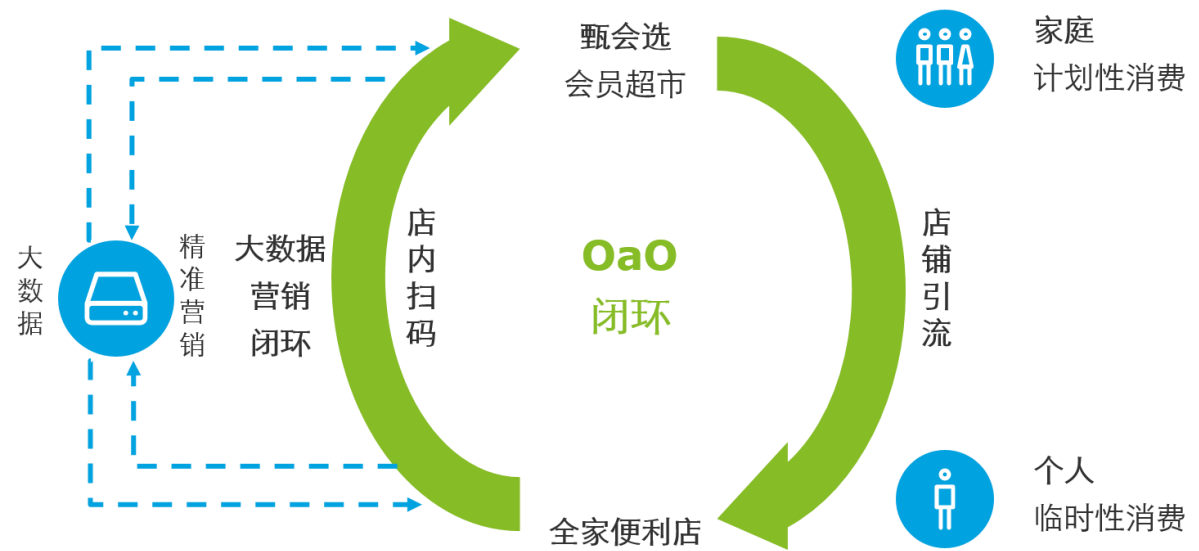 甄会选
会员超市
家庭
计划性消费
大数据
精准营销
大数据
营销
闭环
店内扫码
OaO
闭环
店铺引流
全家便利店
个人
临时性消费